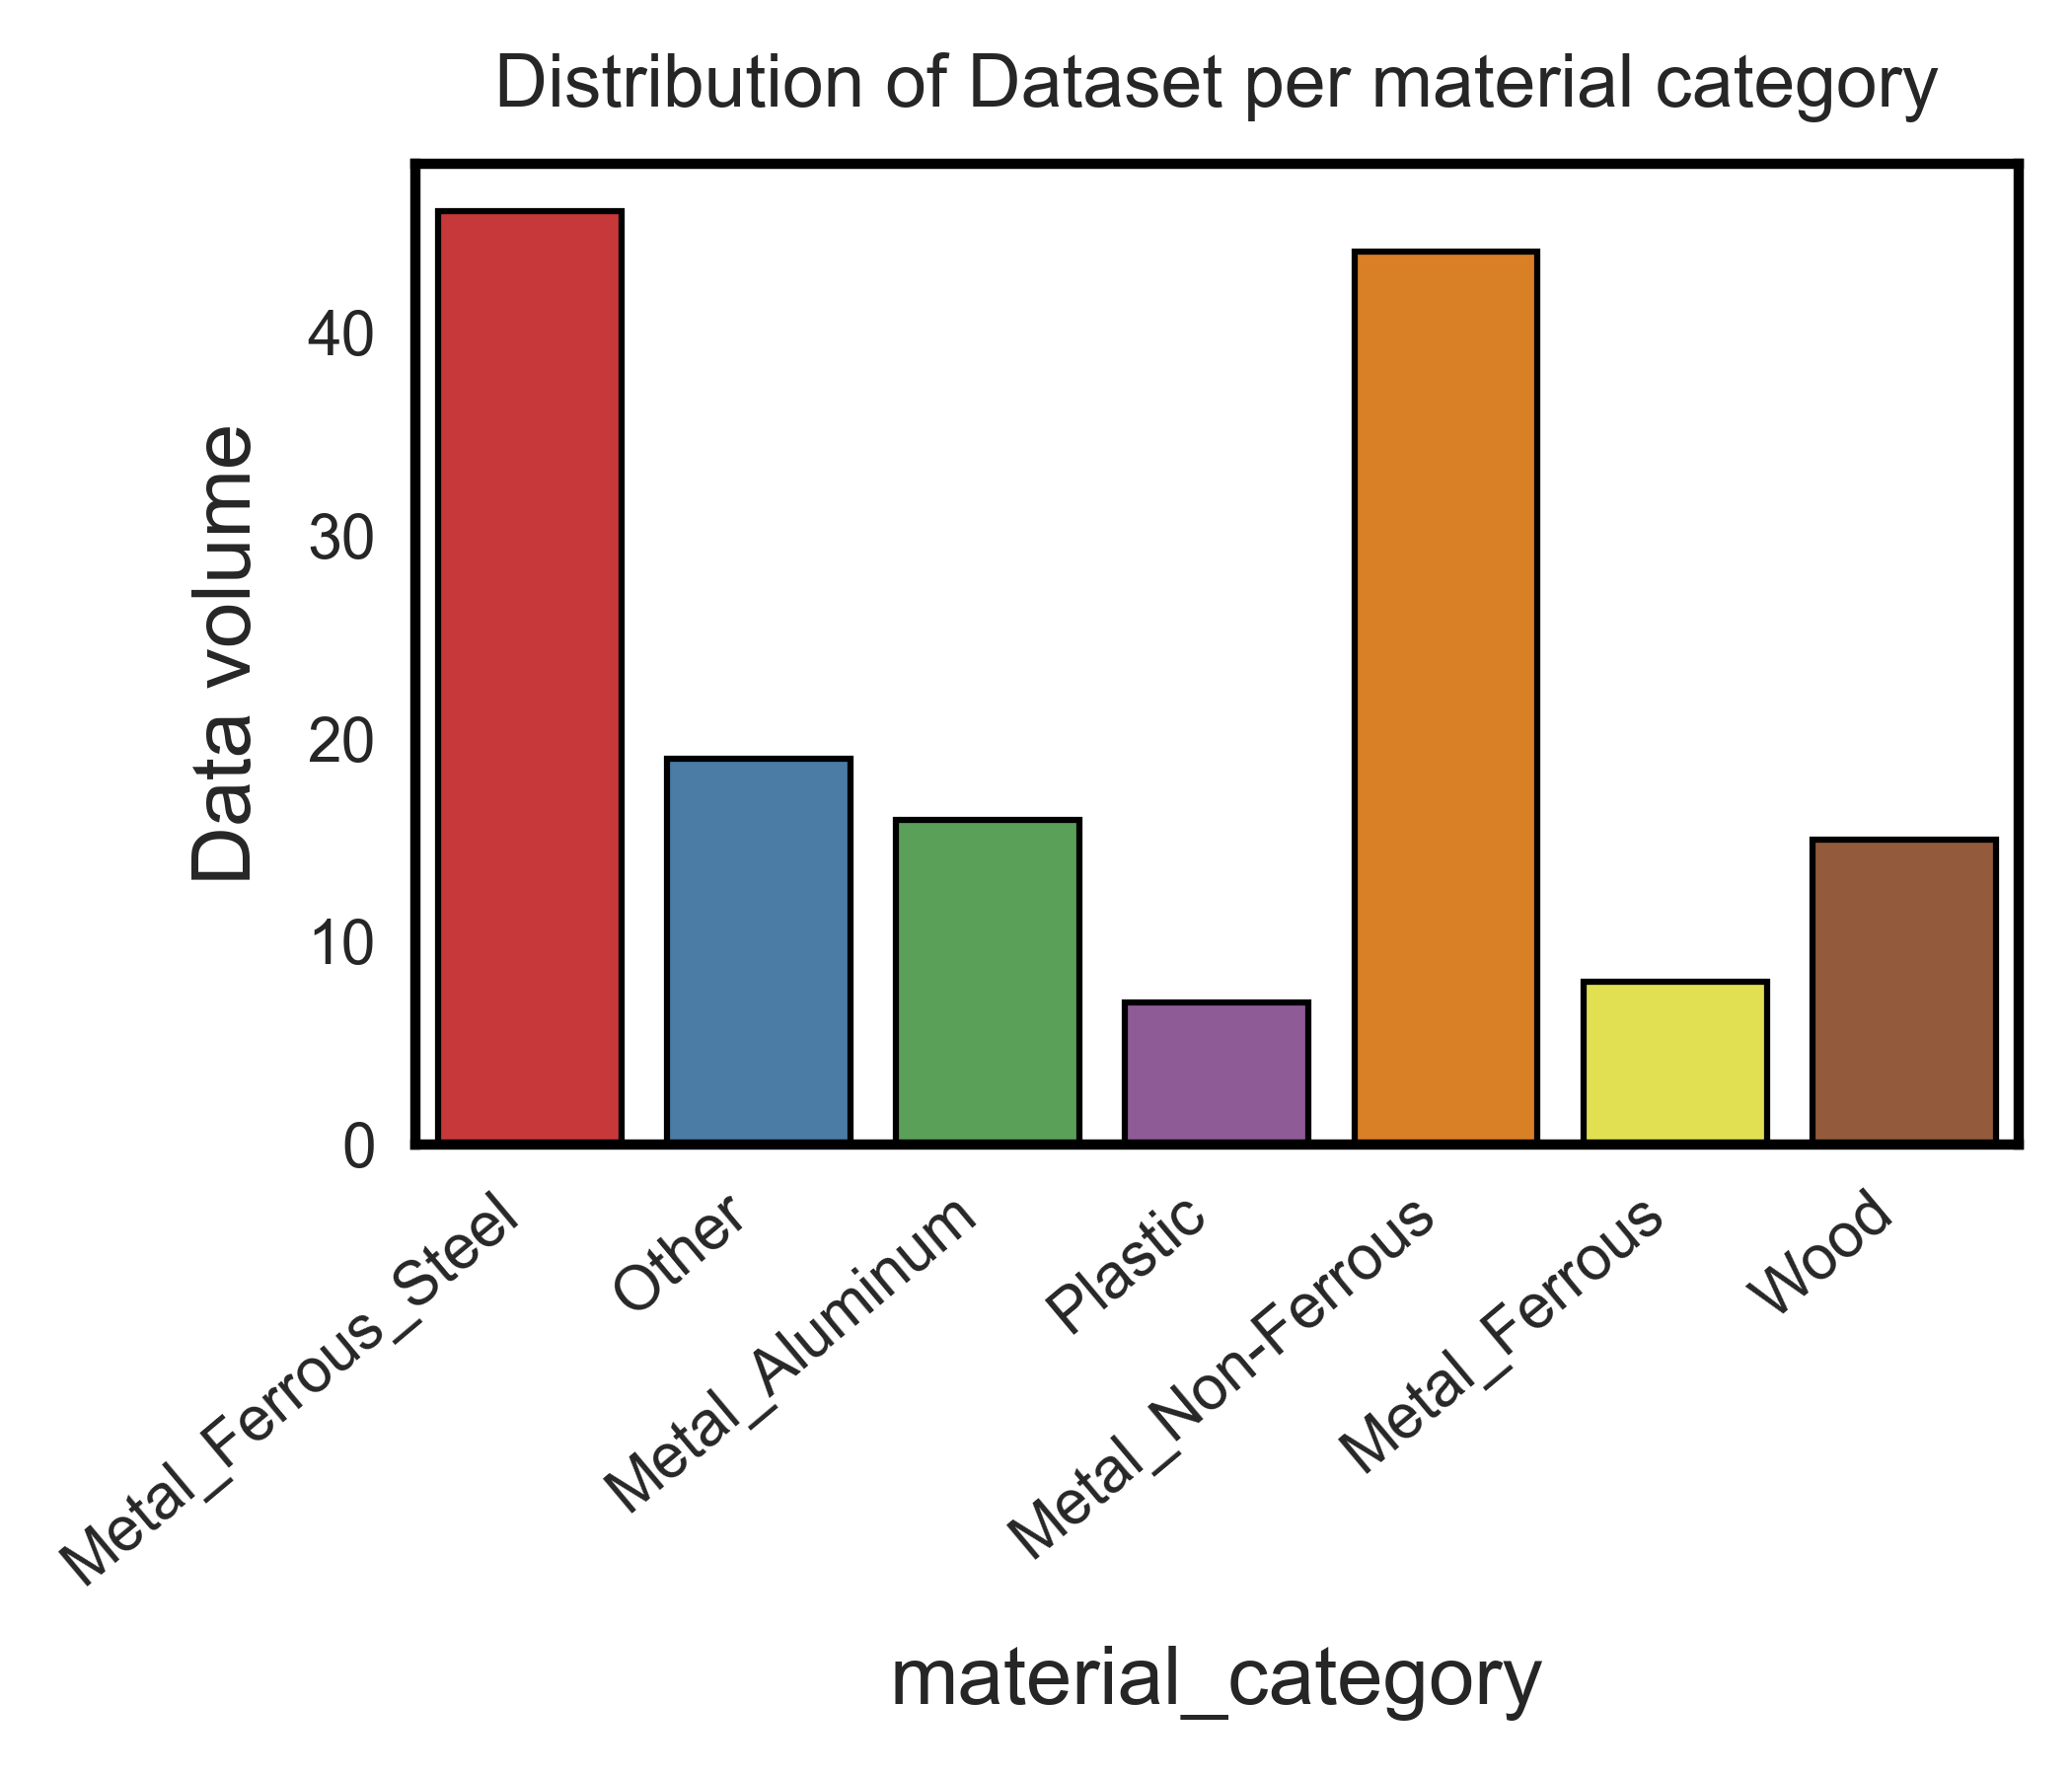 Distribution of Dataset per material category
Data volume
40
30
20
10
0
Metal_Ferrous_Steel
Other
Metal_Aluminum
Plastic
Metal_Non-Ferrous
Metal_Ferrous
Wood
material_category